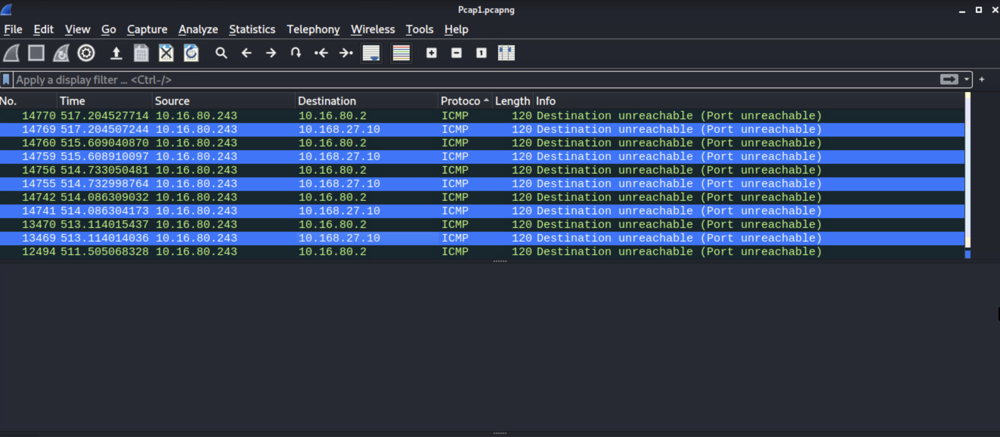 Pcap1.pcapng
File Edit View Go Capture Analyze Statistics Telephony Wireless Tools Help
Apply a display filter … <Ctrl-/>
No. Time Source Destination Protoco Length Info
14770 517.204527714 10.16.80.243 10.16.80.2 ICMP 120 Destination unreachable (Port unreachable)
14769 517.204507244 10.16.80.243 10.168.27.10 ICMP 120 Destination unreachable (Port unreachable)
14760 515.609040870 10.16.80.243 10.16.80.2 ICMP 120 Destination unreachable (Port unreachable)
14759 515.608910097 10.16.80.243 10.168.27.10 ICMP 120 Destination unreachable (Port unreachable)
14756 514.733050481 10.16.80.243 10.16.80.2 ICMP 120 Destination unreachable (Port unreachable)
14755 514.732998764 10.16.80.243 10.168.27.10 ICMP 120 Destination unreachable (Port unreachable)
14742 514.086309032 10.16.80.243 10.16.80.2 ICMP 120 Destination unreachable (Port unreachable)
14741 514.086304173 10.16.80.243 10.168.27.10 ICMP 120 Destination unreachable (Port unreachable)
13470 513.114015437 10.16.80.243 10.16.80.2 ICMP 120 Destination unreachable (Port unreachable)
13469 513.114014036 10.16.80.243 10.168.27.10 ICMP 120 Destination unreachable (Port unreachable)
12494 511.505068328 10.16.80.243 10.16.80.2 ICMP 120 Destination unreachable (Port unreachable)